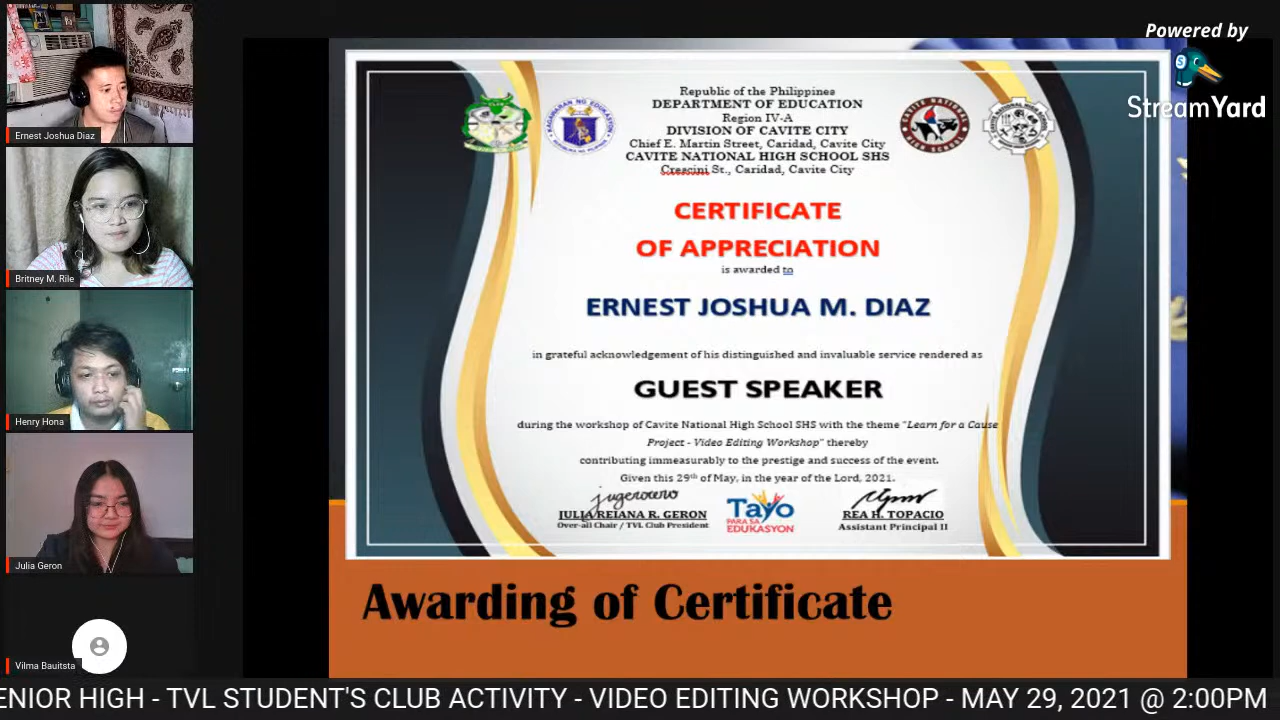 Powered by
StreamYard
Ernest Joshua Diaz
Britney M. Rile
Henry Hona
Julia Geron
Vilma Bauitsta
Republic of the Philippines
DEPARTMENT OF EDUCATION
Region IV-A
DIVISION OF CAVITE CITY
Chief E. Martin Street, Caridad, Cavite City
CAVITE NATIONAL HIGH SCHOOL SHS
Crescini St., Caridad, Cavite City
CERTIFICATE
OF APPRECIATION
is awarded to
ERNEST JOSHUA M. DIAZ
in grateful acknowledgement of his distinguished and invaluable service rendered as
GUEST SPEAKER
during the workshop of Cavite National High School SHS with the theme "Learn for a Cause
Project - Video Editing Workshop" thereby
contributing immeasurably to the prestige and success of the event.
Given this 29th of May, in the year of the Lord, 2021.
JULIA REIANA R. GERON
Over-all Chair / TVL Club President
Tayo
PARA SA
EDUKASYON
REA H. TOPACIO
Assistant Principal II
Awarding of Certificate
ENIOR HIGH - TVL STUDENT'S CLUB ACTIVITY - VIDEO EDITING WORKSHOP - MAY 29, 2021 @ 2:00PM